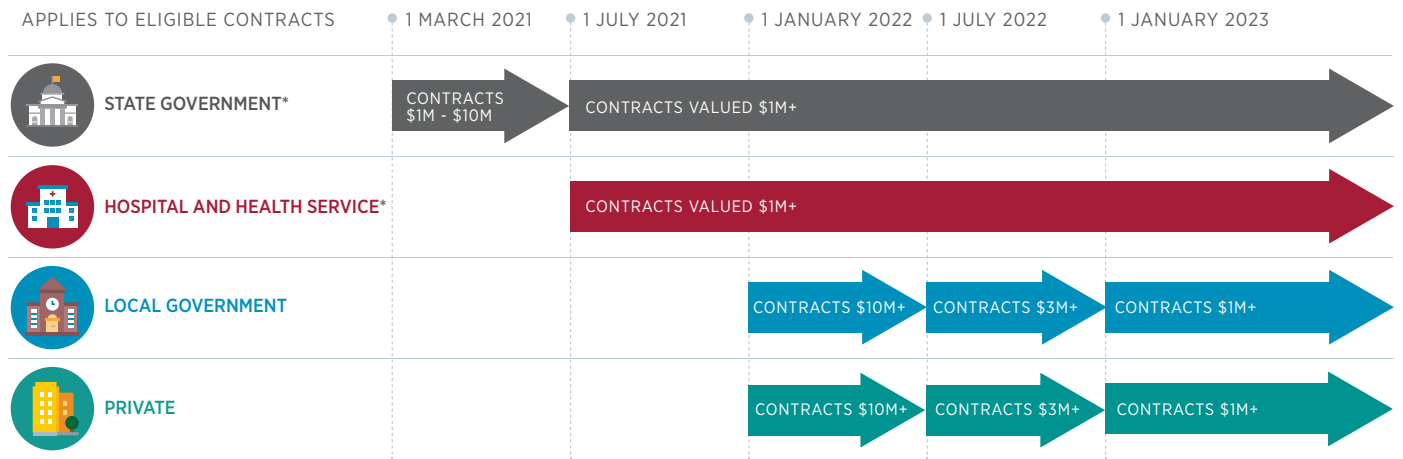 APPLIES TO ELIGIBLE CONTRACTS
1 MARCH 2021
1 JULY 2021
1 JANUARY 2022
1 JULY 2022
1 JANUARY 2023
STATE GOVERNMENT*
CONTRACTS
$1M - $10M
CONTRACTS VALUED $1M+
HOSPITAL AND HEALTH SERVICE*
CONTRACTS VALUED $1M+
LOCAL GOVERNMENT
CONTRACTS $10M+
CONTRACTS $3M+
CONTRACTS $1M+
PRIVATE
CONTRACTS $10M+
CONTRACTS $3M+
CONTRACTS $1M+